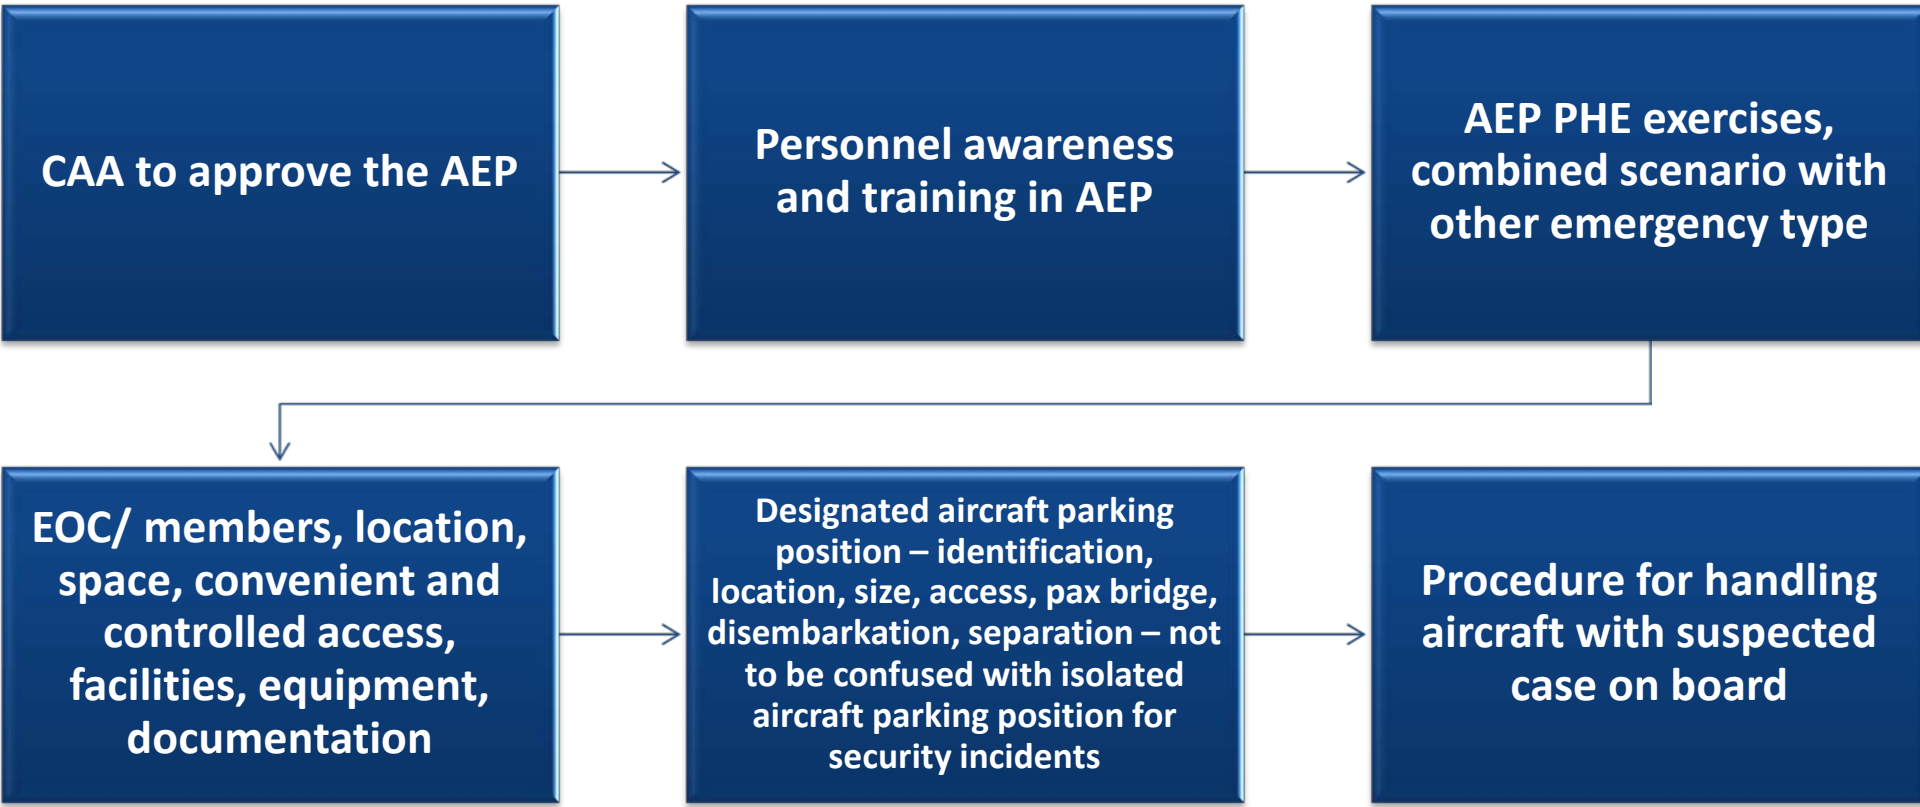 CAA to approve the AEP
Personnel awareness
and training in AEP
AEP PHE exercises,
combined scenario with
other emergency type
EOC/ members, location,
space, convenient and
controlled access,
facilities, equipment,
documentation
Designated aircraft parking
position – identification,
location, size, access, pax bridge,
disembarkation, separation – not
to be confused with isolated
aircraft parking position for
security incidents
Procedure for handling
aircraft with suspected
case on board